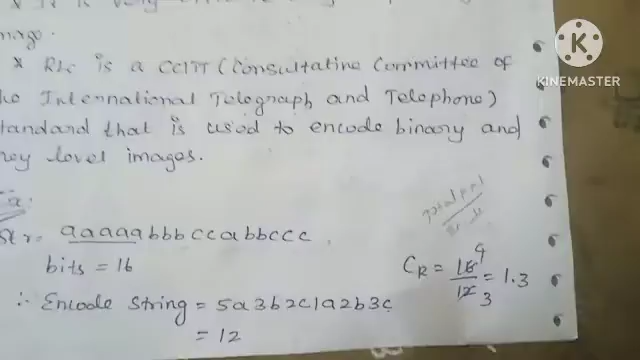 mage.
* RLC is a CCITT (Consultative Committee of
the International Telegraph and Telephone)
standard that is used to encode binary and
grey level images.
Ex:
Str = aaaaabbbccabbccc
bits = 16
CR = 16/12 4/3 = 1.3
∴ Encode String = 5a3b2c1a2b3c
= 12
K
KINEMASTER